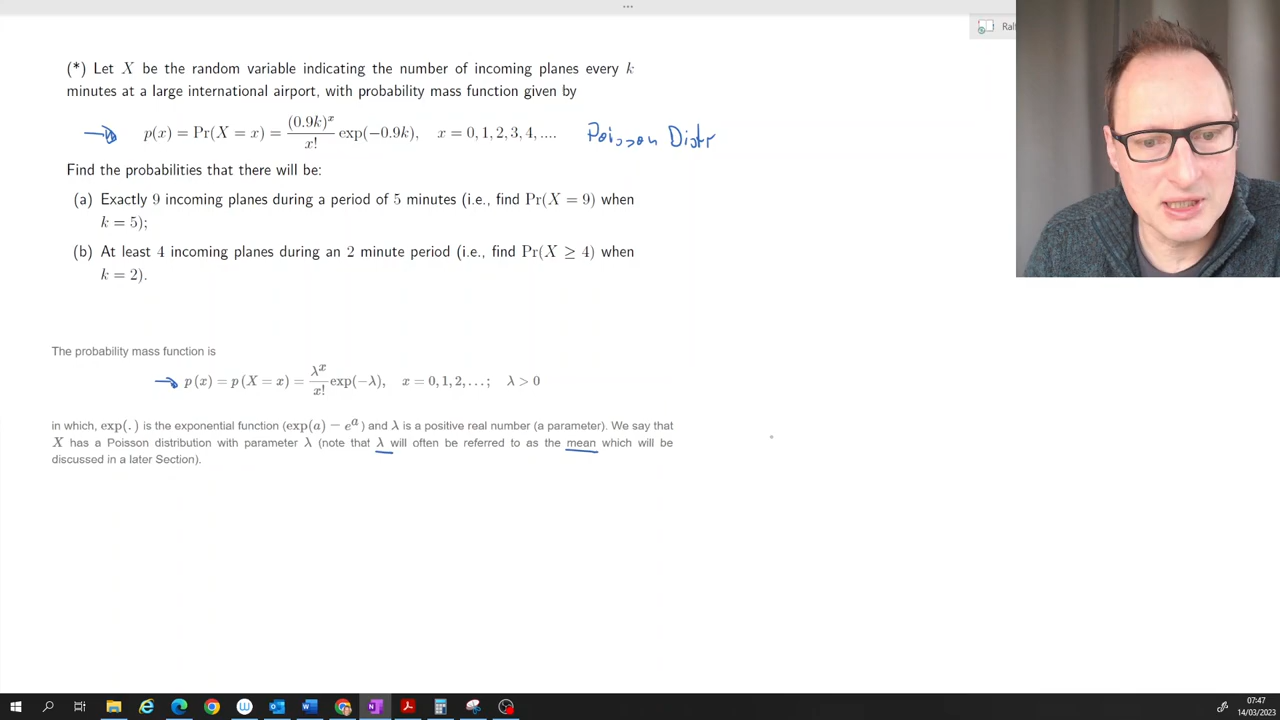 Ral
(*) Let X be the random variable indicating the number of incoming planes every k
minutes at a large international airport, with probability mass function given by
p(x) = Pr(X = x) = (0.9k)^x / x! exp(−0.9k), x = 0, 1, 2, 3, 4, .... Poisson Distr
Find the probabilities that there will be:
(a) Exactly 9 incoming planes during a period of 5 minutes (i.e., find Pr(X = 9) when
k = 5);
(b) At least 4 incoming planes during an 2 minute period (i.e., find Pr(X ≥ 4) when
k = 2).
The probability mass function is
p(x) = p(X = x) = λ^x / x! exp(−λ), x = 0, 1, 2, ...; λ > 0
in which, exp(.) is the exponential function (exp(a) − e^a) and λ is a positive real number (a parameter). We say that
X has a Poisson distribution with parameter λ (note that λ will often be referred to as the mean which will be
discussed in a later Section).
07:47
14/03/2023